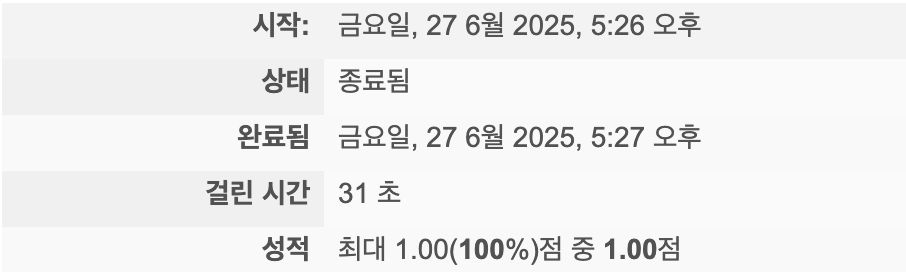 시작: 금요일, 27 6월 2025, 5:26 오후
상태 종료됨
완료됨 금요일, 27 6월 2025, 5:27 오후
걸린 시간 31 초
성적 최대 1.00(100%)점 중 1.00점